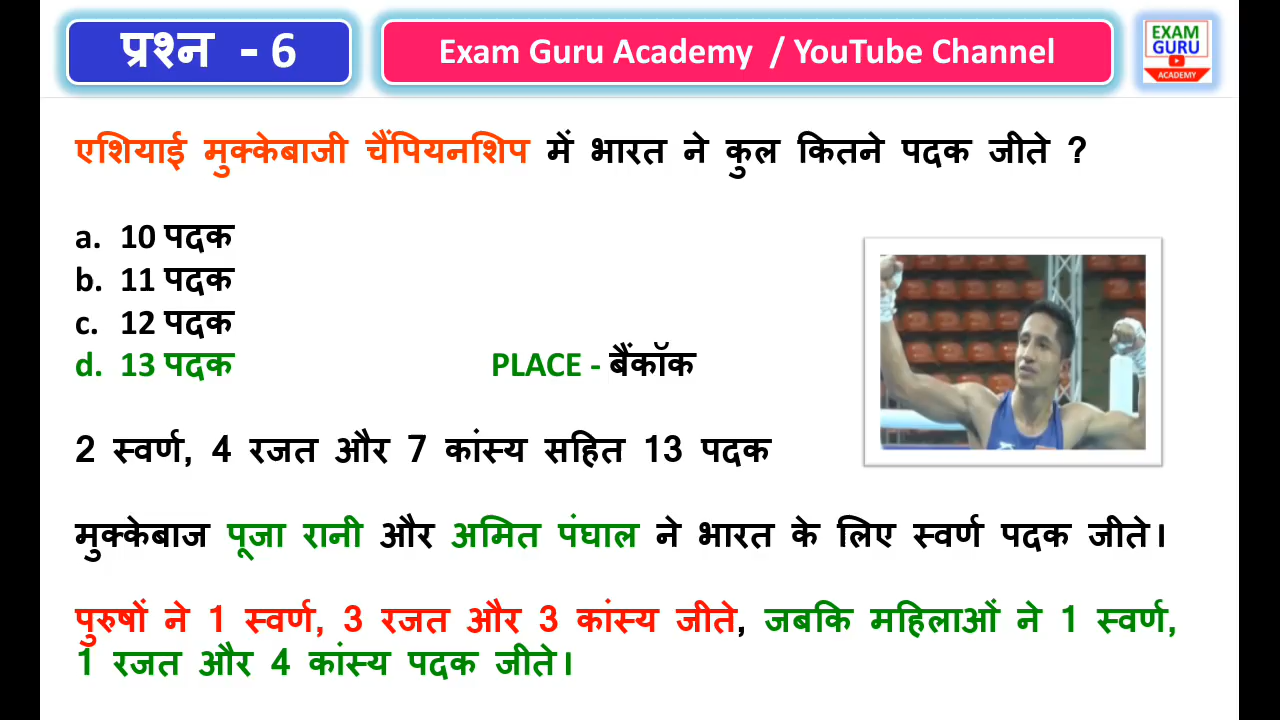 प्रश्न - 6
Exam Guru Academy / YouTube Channel
EXAM
GURU
ACADEMY
एशियाई मुक्केबाजी चैंपियनशिप में भारत ने कुल कितने पदक जीते ?
a. 10 पदक
b. 11 पदक
c. 12 पदक
d. 13 पदक
PLACE - बैंकॉक
2 स्वर्ण, 4 रजत और 7 कांस्य सहित 13 पदक
मुक्केबाज पूजा रानी और अमित पंघाल ने भारत के लिए स्वर्ण पदक जीते।
पुरुषों ने 1 स्वर्ण, 3 रजत और 3 कांस्य जीते, जबकि महिलाओं ने 1 स्वर्ण,
1 रजत और 4 कांस्य पदक जीते।